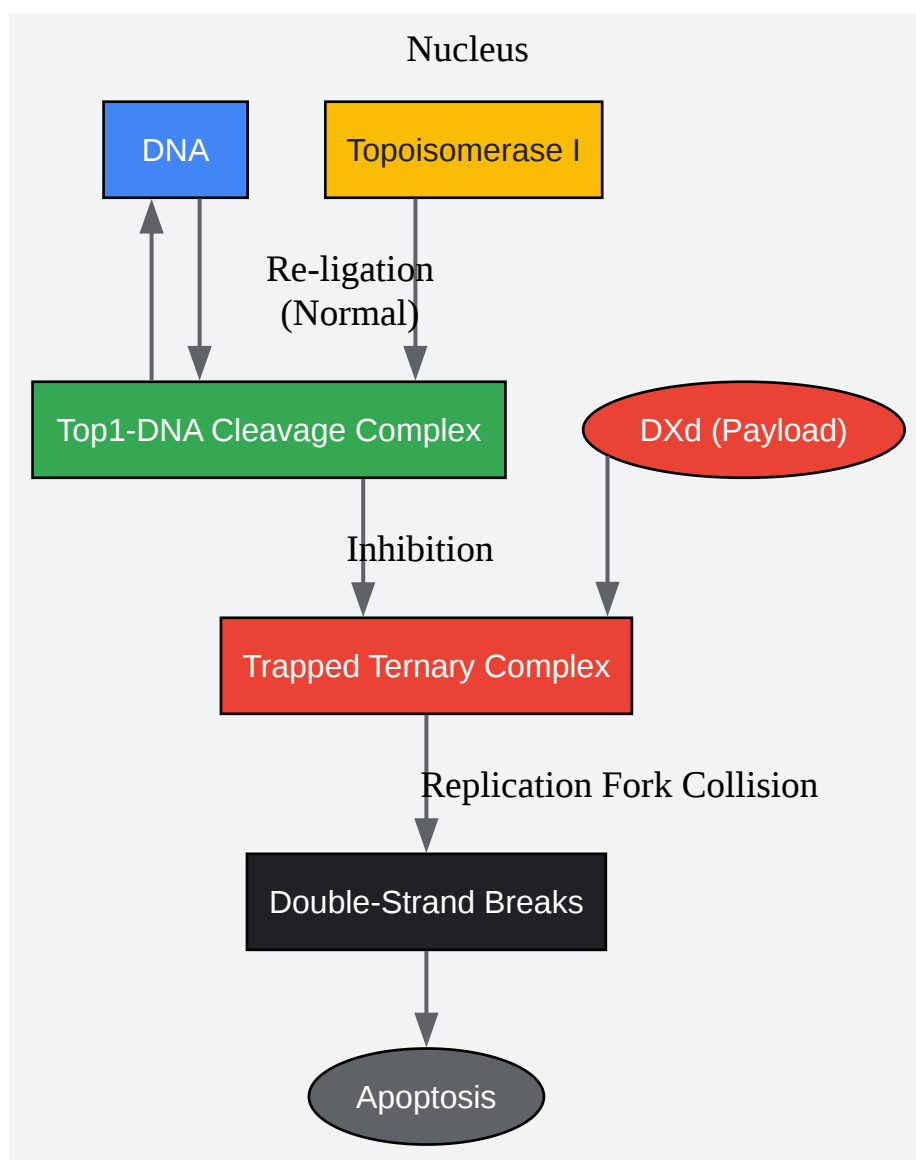 Nucleus
DNA
Topoisomerase I
Re-ligation
(Normal)
Top1-DNA Cleavage Complex
DXd (Payload)
Inhibition
Trapped Ternary Complex
Replication Fork Collision
Double-Strand Breaks
Apoptosis